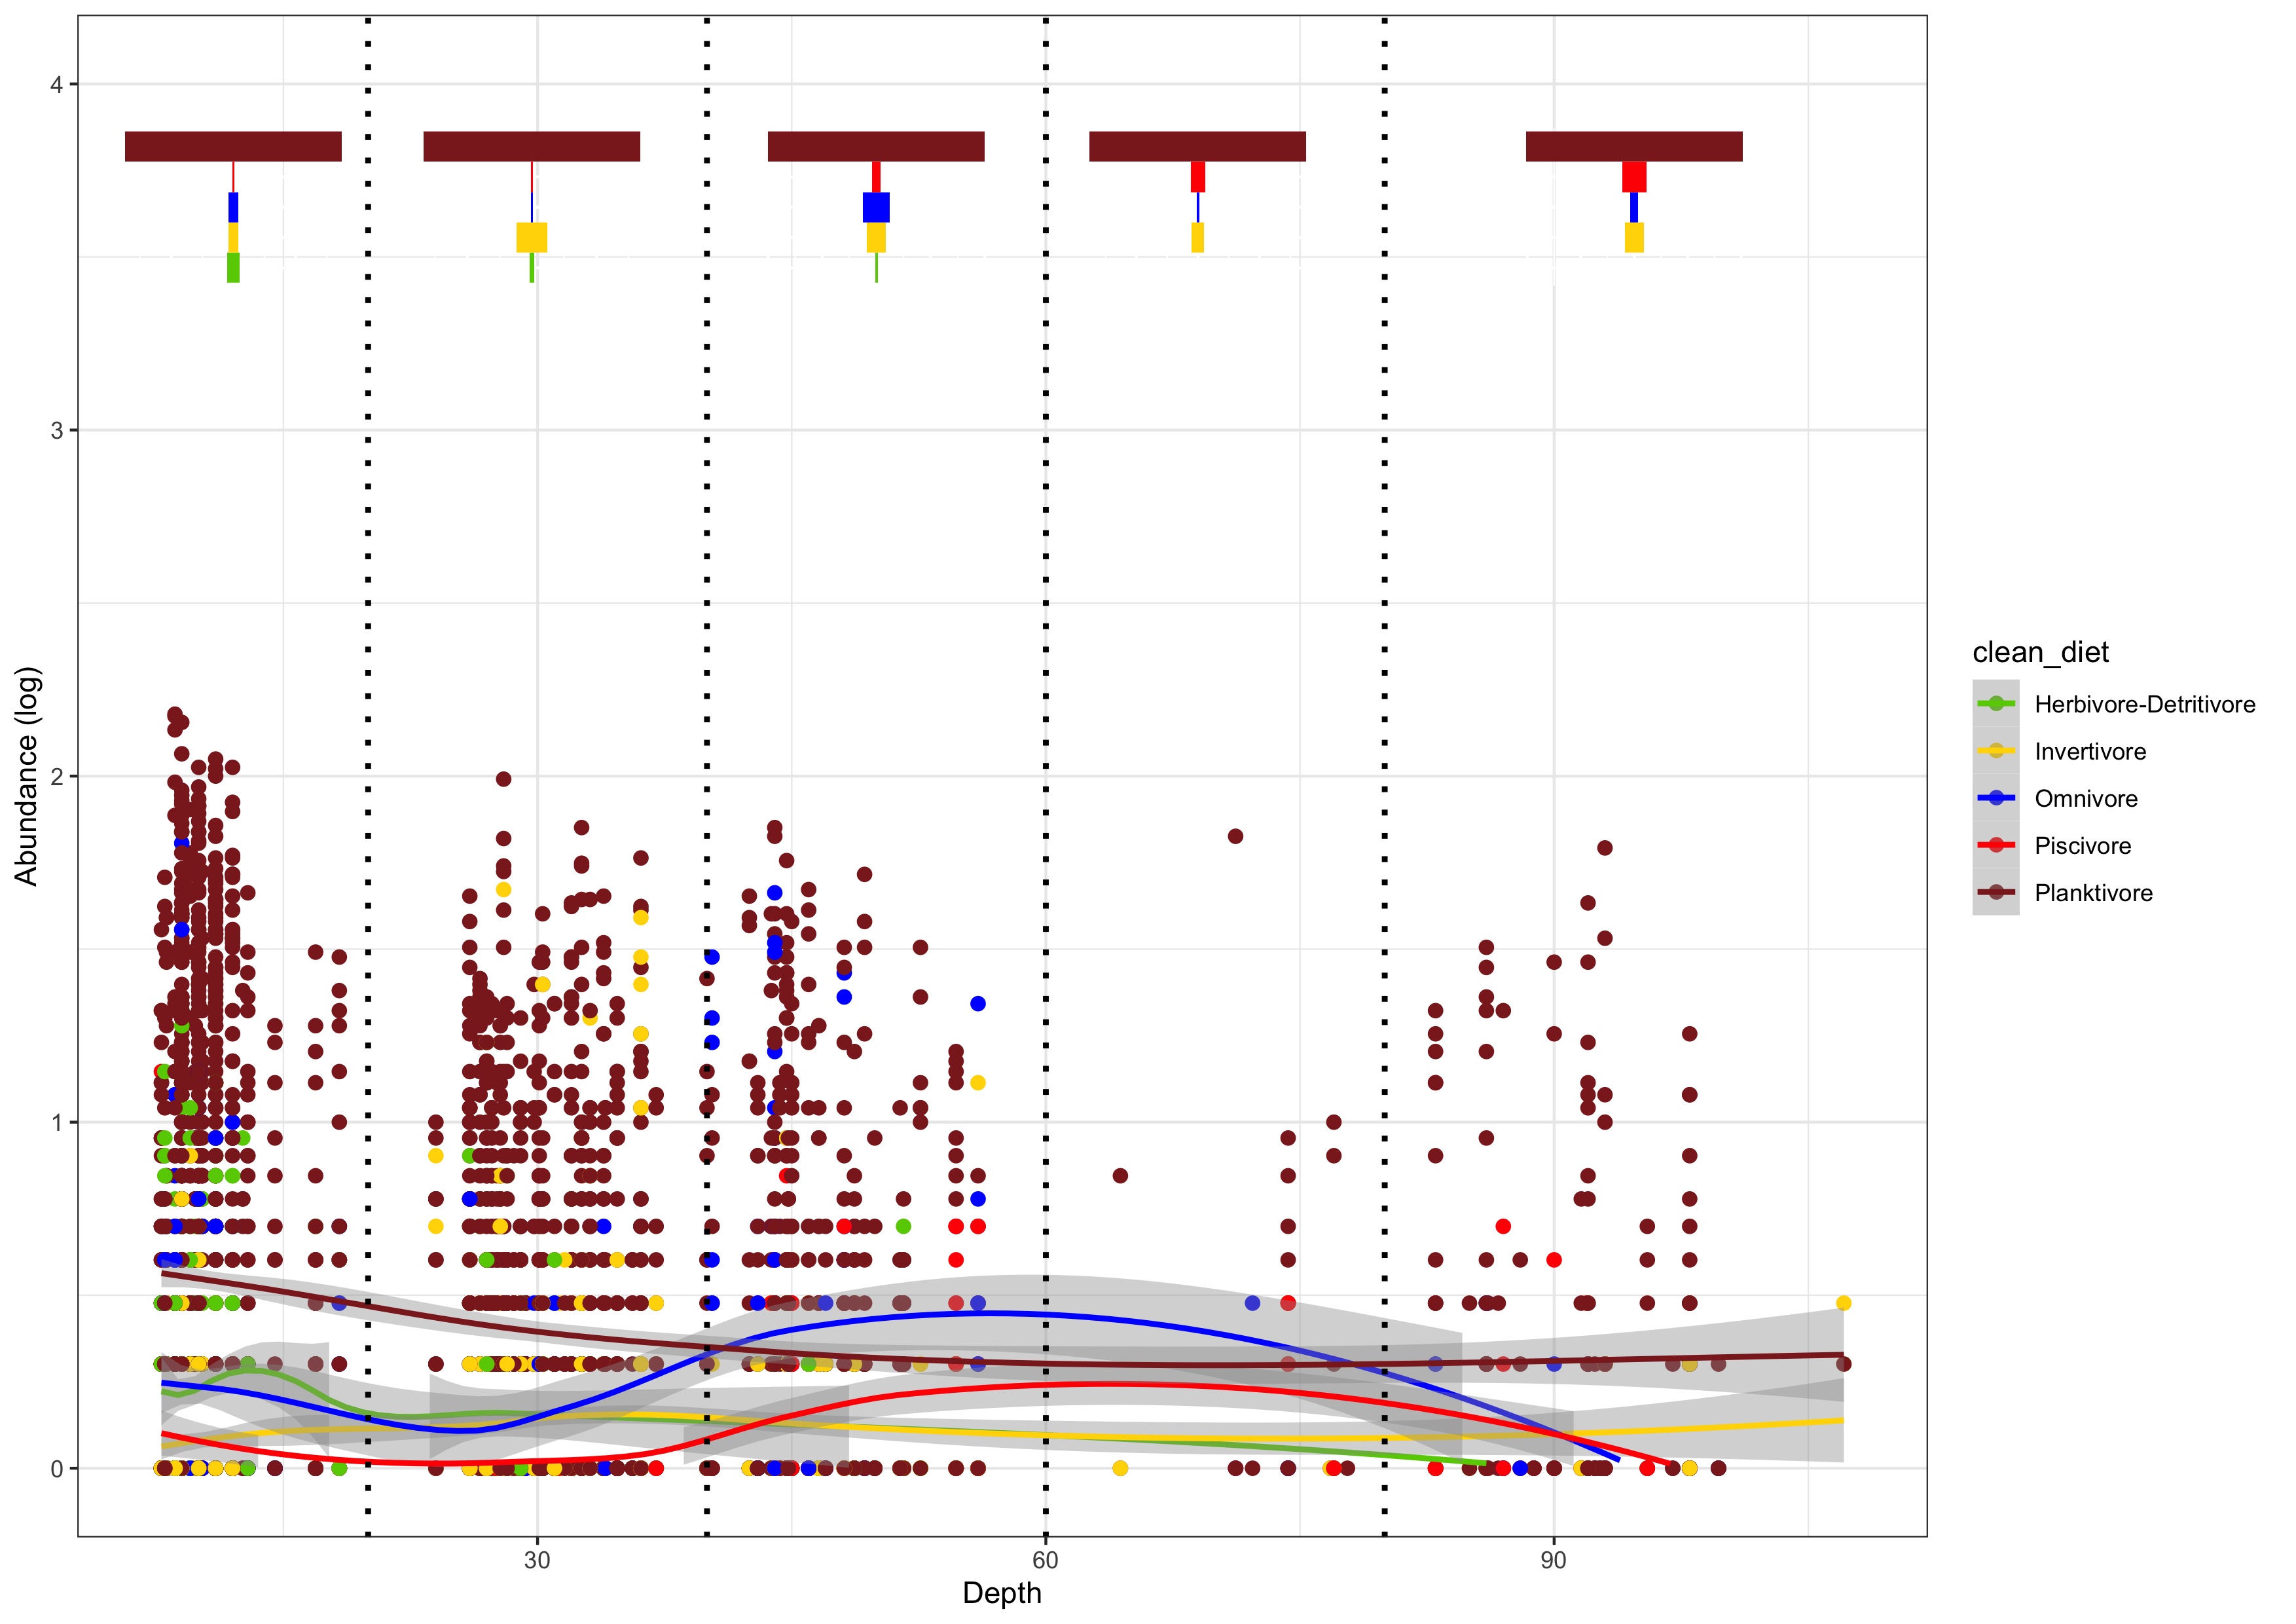 4
3
2
1
0
Abundance (log)
30
60
90
Depth
clean_diet
Herbivore-Detritivore
Invertivore
Omnivore
Piscivore
Planktivore